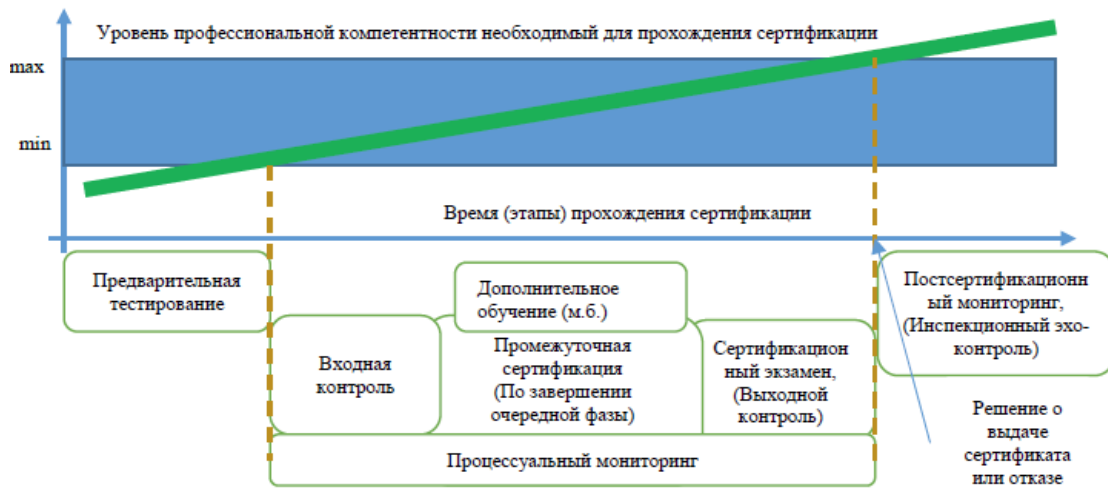 Уровень профессиональной компетентности необходимый для прохождения сертификации
max
min
Время (этапы) прохождения сертификации
Предварительная
тестирование
Дополнительное
обучение (м.б.)
Постсертификационн
ый мониторинг,
(Инспекционный эхо-
контроль)
Входная
контроль
Промежуточная
сертификация
(По завершении
очередной фазы)
Сертификацион
ный экзамен,
(Выходной
контроль)
Процессуальный мониторинг
Решение о
выдаче
сертификата
или отказе